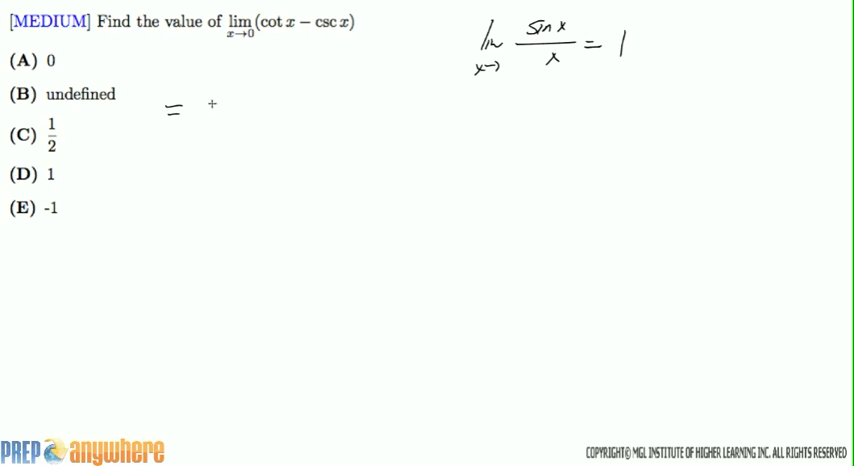 [MEDIUM] Find the value of lim (cot x − csc x)
x→0
(A) 0
(B) undefined
(C) 1/2
(D) 1
(E) -1
=
lim sin x / x = 1
x→
PREP anywhere
COPYRIGHT© MGL INSTITUTE OF HIGHER LEARNING INC. ALL RIGHTS RESERVED